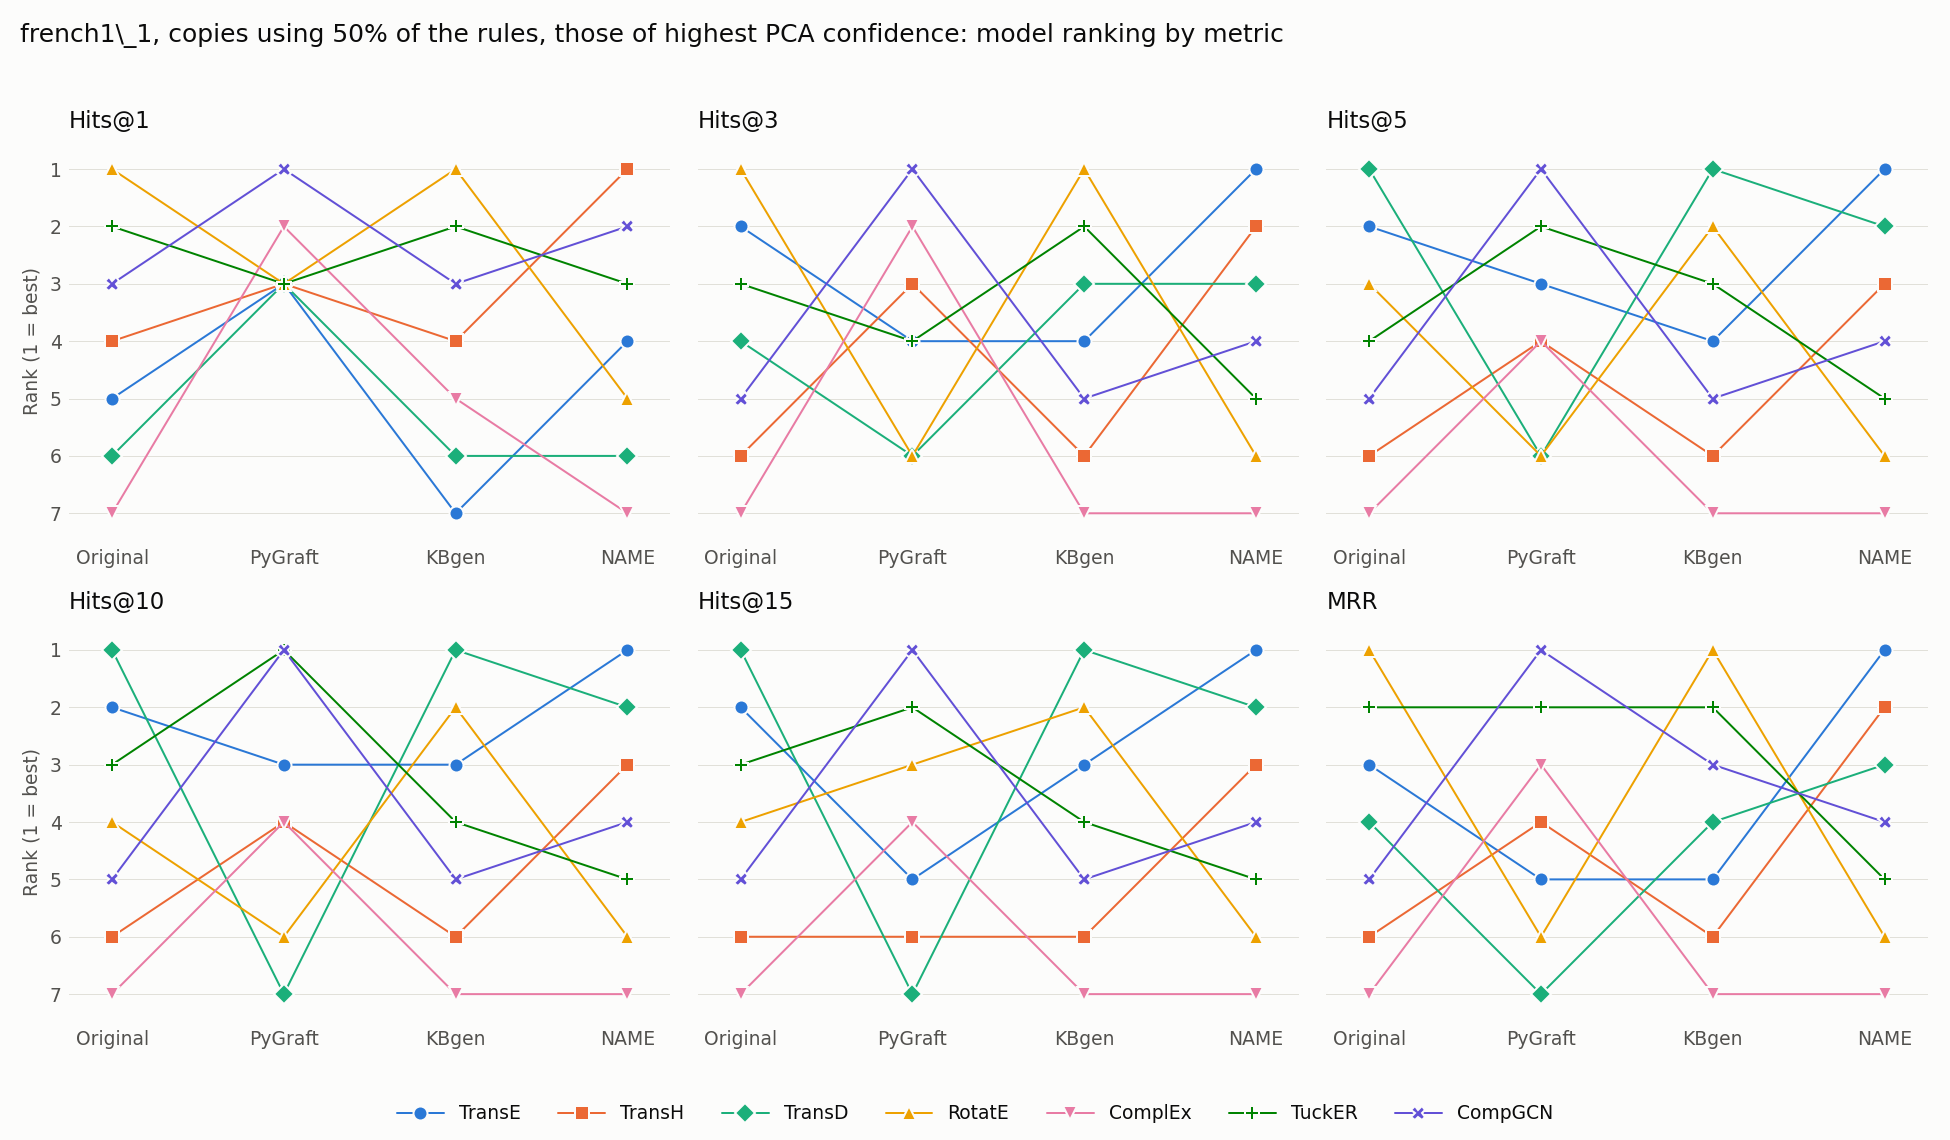 french1\_1, copies using 50% of the rules, those of highest PCA confidence: model ranking by metric
Hits@1
Hits@3
Hits@5
Rank (1 = best)
1
2
3
4
5
6
7
Original PyGraft KBgen NAME
Original PyGraft KBgen NAME
Original PyGraft KBgen NAME
Hits@10
Hits@15
MRR
Rank (1 = best)
1
2
3
4
5
6
7
Original PyGraft KBgen NAME
Original PyGraft KBgen NAME
Original PyGraft KBgen NAME
TransE TransH TransD RotatE ComplEx TuckER CompGCN